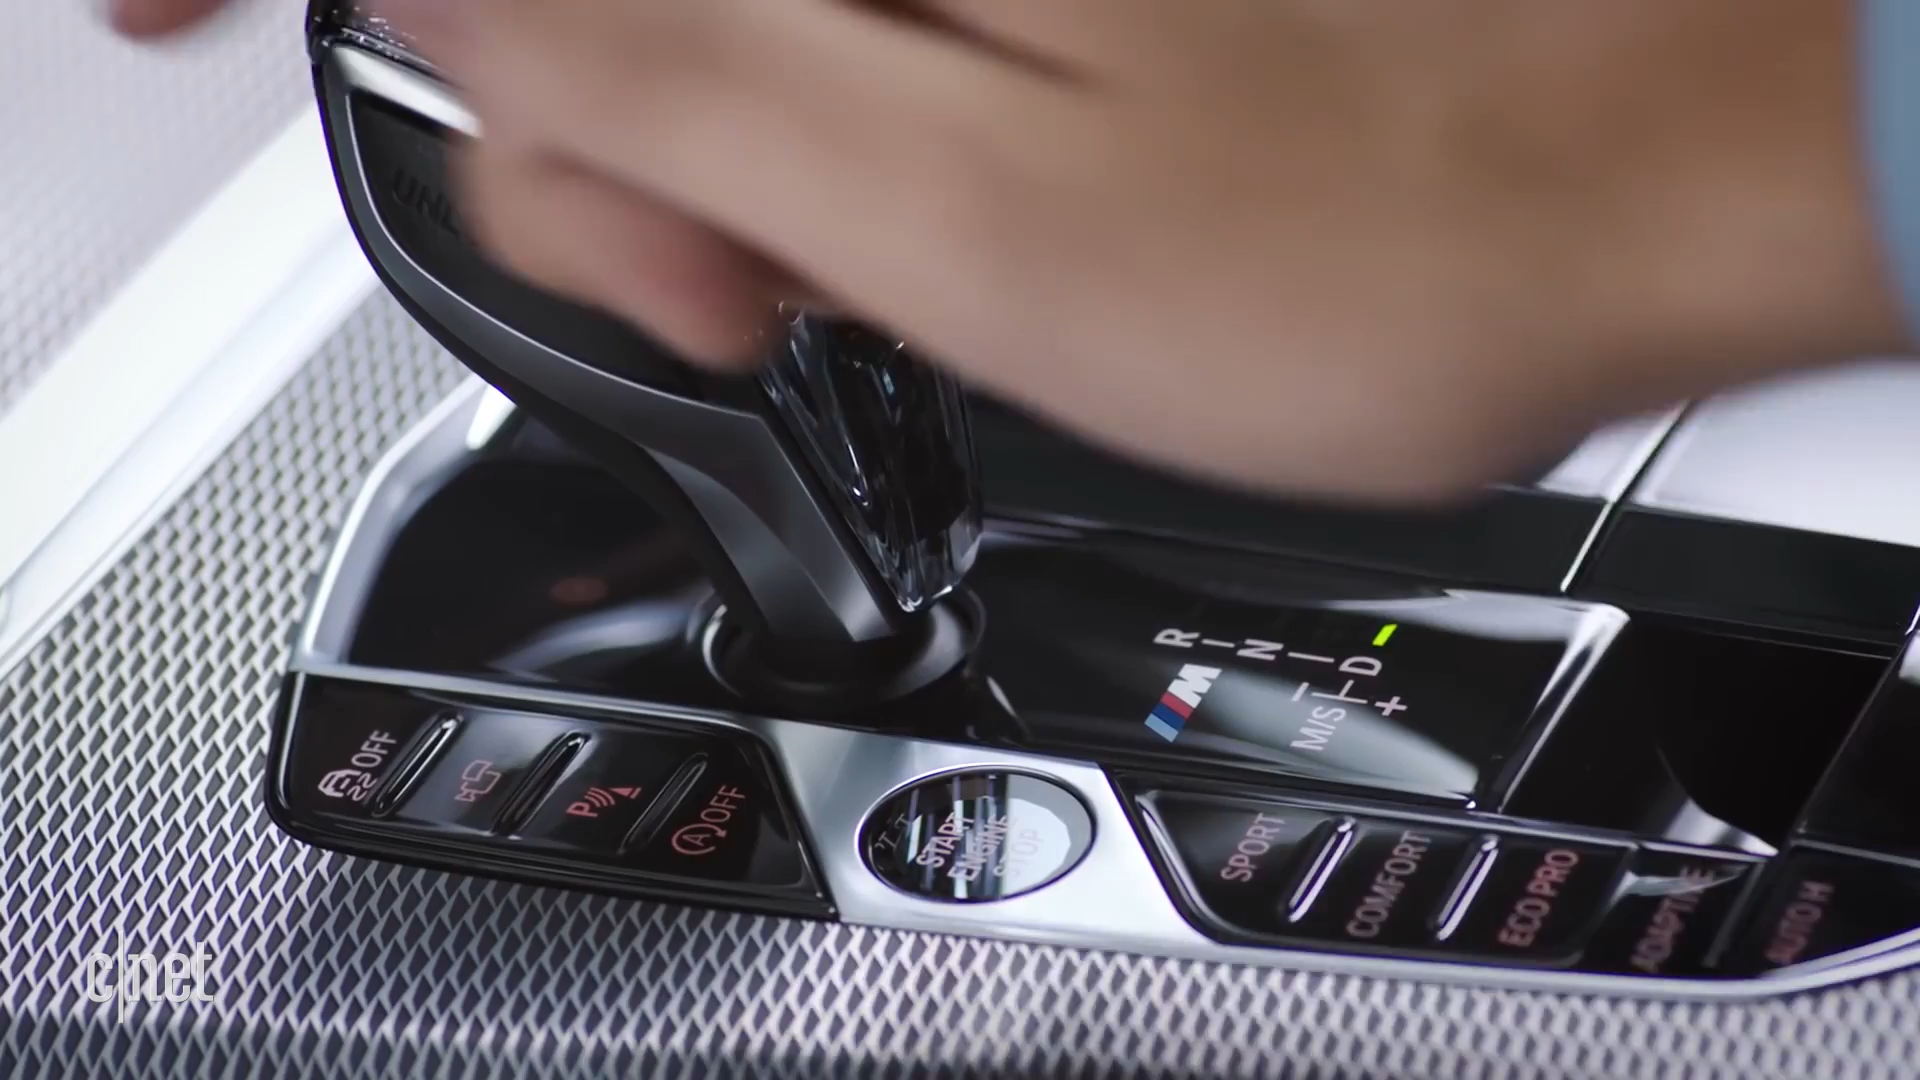 R
N
D
M/S
+
M
OFF
P
A OFF
START
ENGINE
STOP
SPORT
COMFORT
ECO PRO
ADAPTIVE
AUTO H
c|net